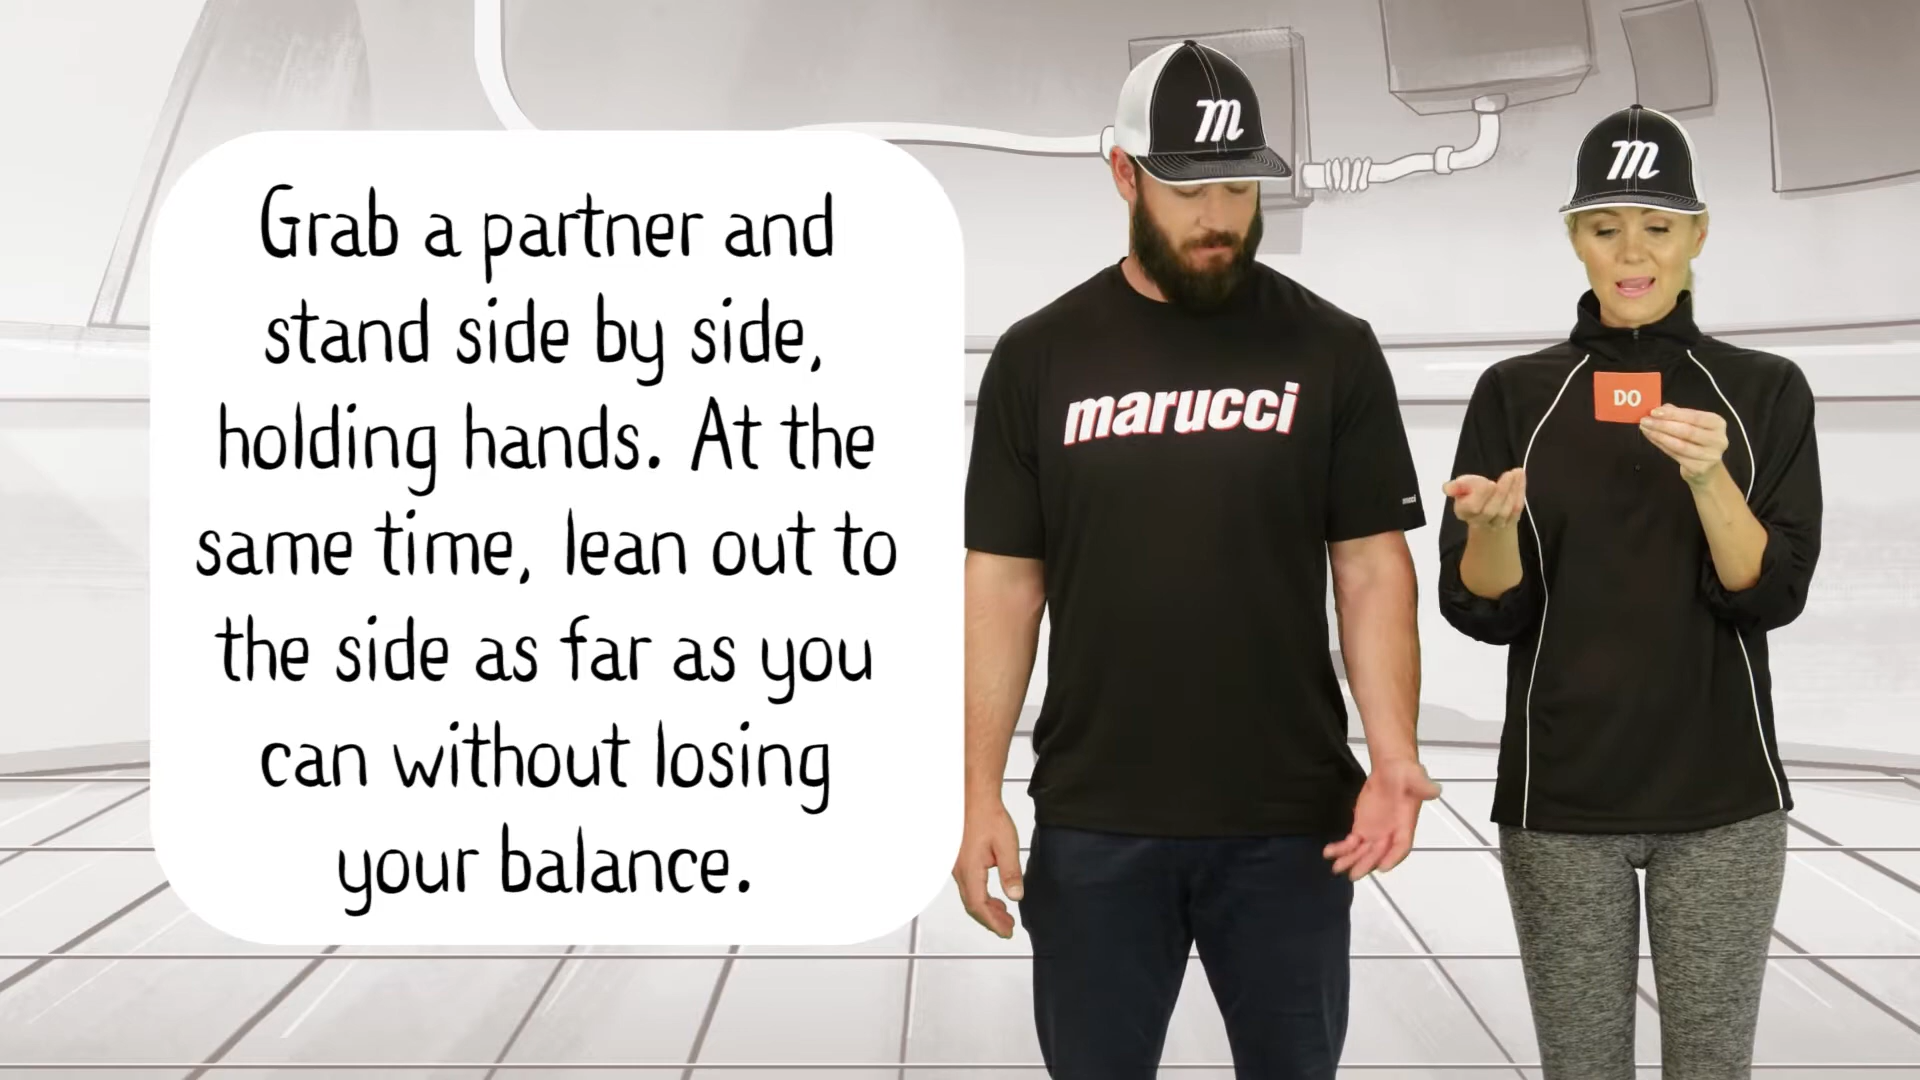 Grab a partner and
stand side by side,
holding hands. At the
same time, lean out to
the side as far as you
can without losing
your balance.
m
m
marucci
DO